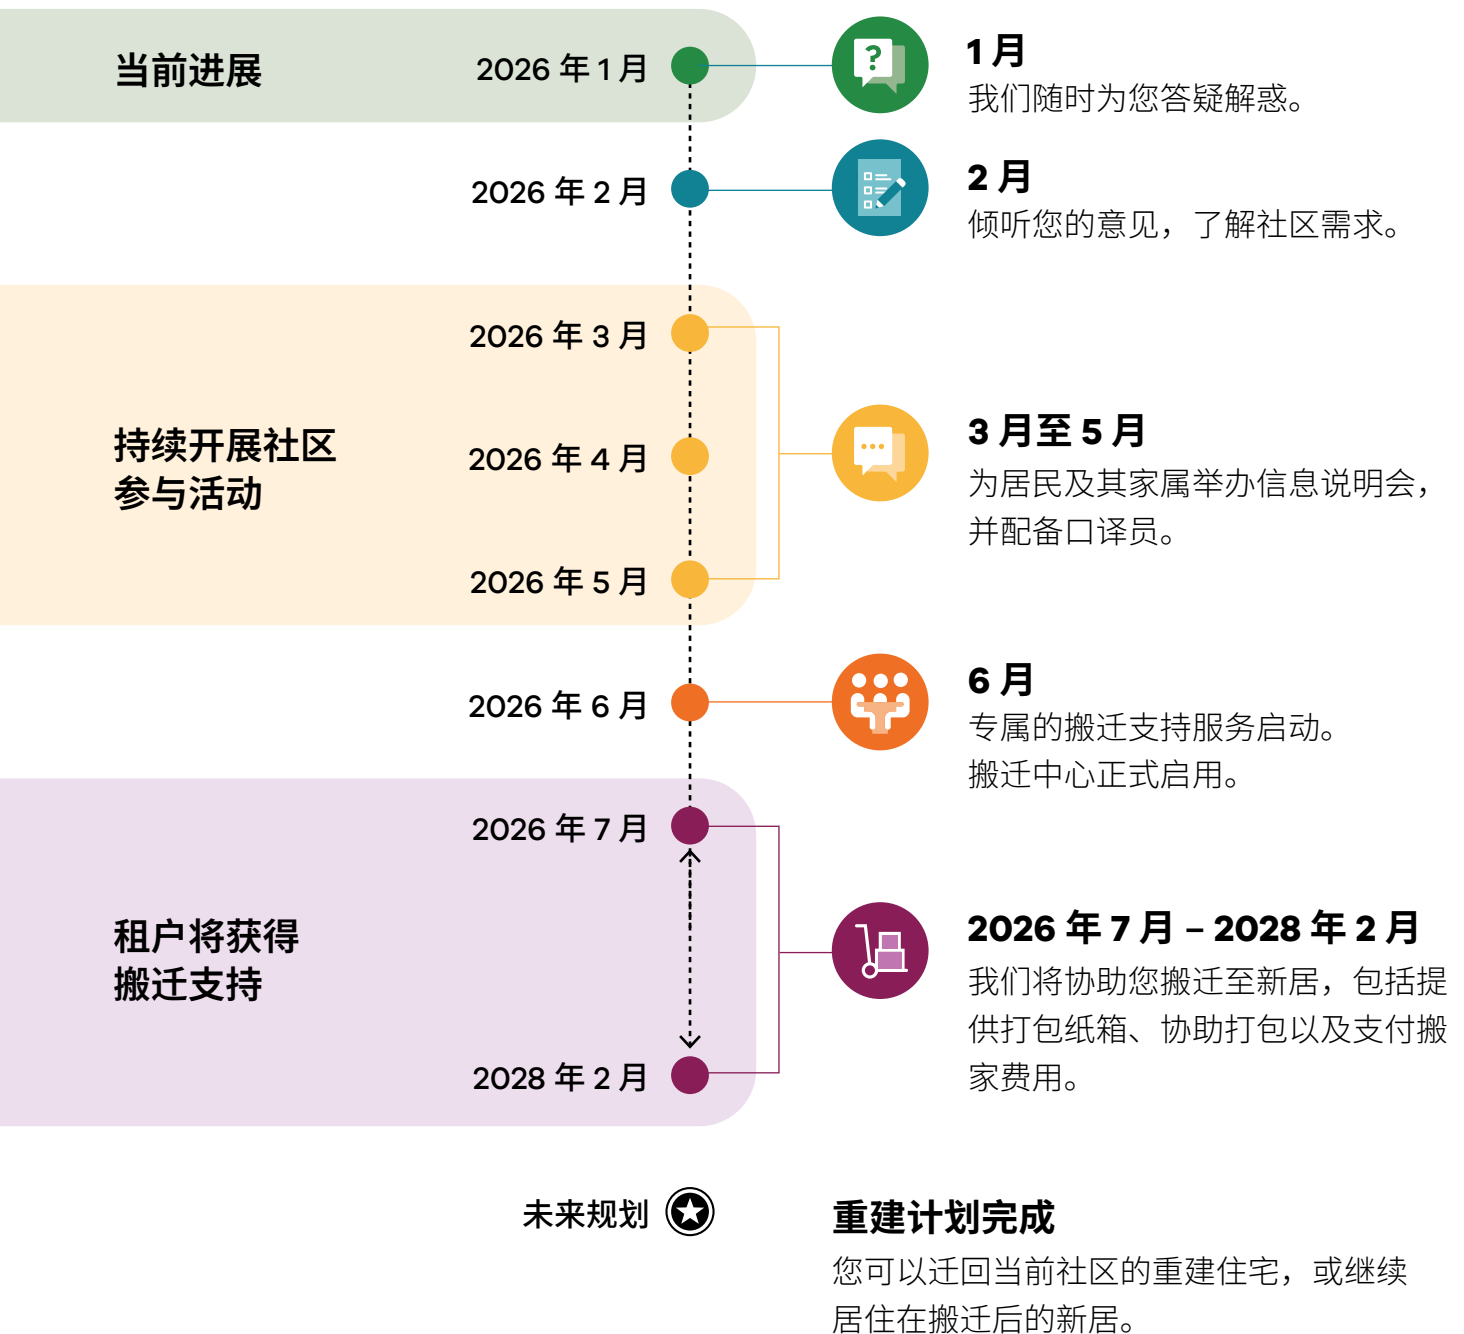 当前进展
2026 年 1 月
?
1 月
我们随时为您答疑解惑。
2026 年 2 月
2 月
倾听您的意见，了解社区需求。
持续开展社区
参与活动
2026 年 3 月
2026 年 4 月
2026 年 5 月
3 月至 5 月
为居民及其家属举办信息说明会，
并配备口译员。
2026 年 6 月
6 月
专属的搬迁支持服务启动。
搬迁中心正式启用。
租户将获得
搬迁支持
2026 年 7 月
2028 年 2 月
2026 年 7 月 – 2028 年 2 月
我们将协助您搬迁至新居，包括提
供打包纸箱、协助打包以及支付搬
家费用。
未来规划
重建计划完成
您可以迁回当前社区的重建住宅，或继续
居住在搬迁后的新居。